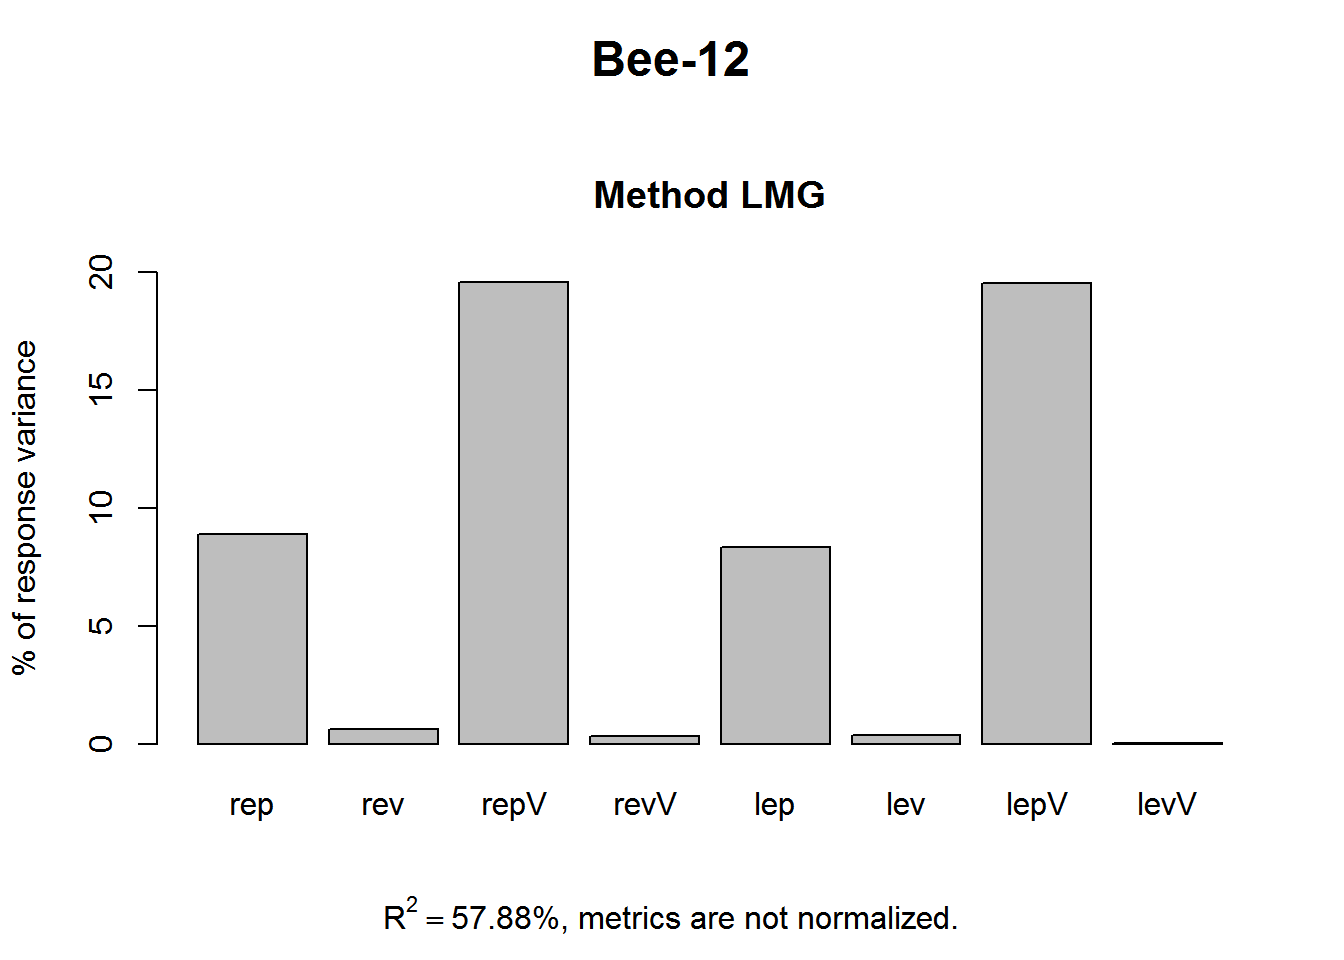 Bee-12
Method LMG
% of response variance
20
15
10
5
0
rep rev repV revV lep lev lepV levV
R² = 57.88%, metrics are not normalized.